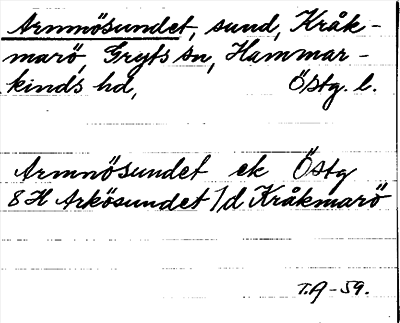 Armnösundet, sund, Kråk-
marö, Gryts sn, Hammar-
kinds hd, Östg. l.
Armnösundet ek Östg
8 H Arkösundet 1 d Kråkmarö
T.A-59.